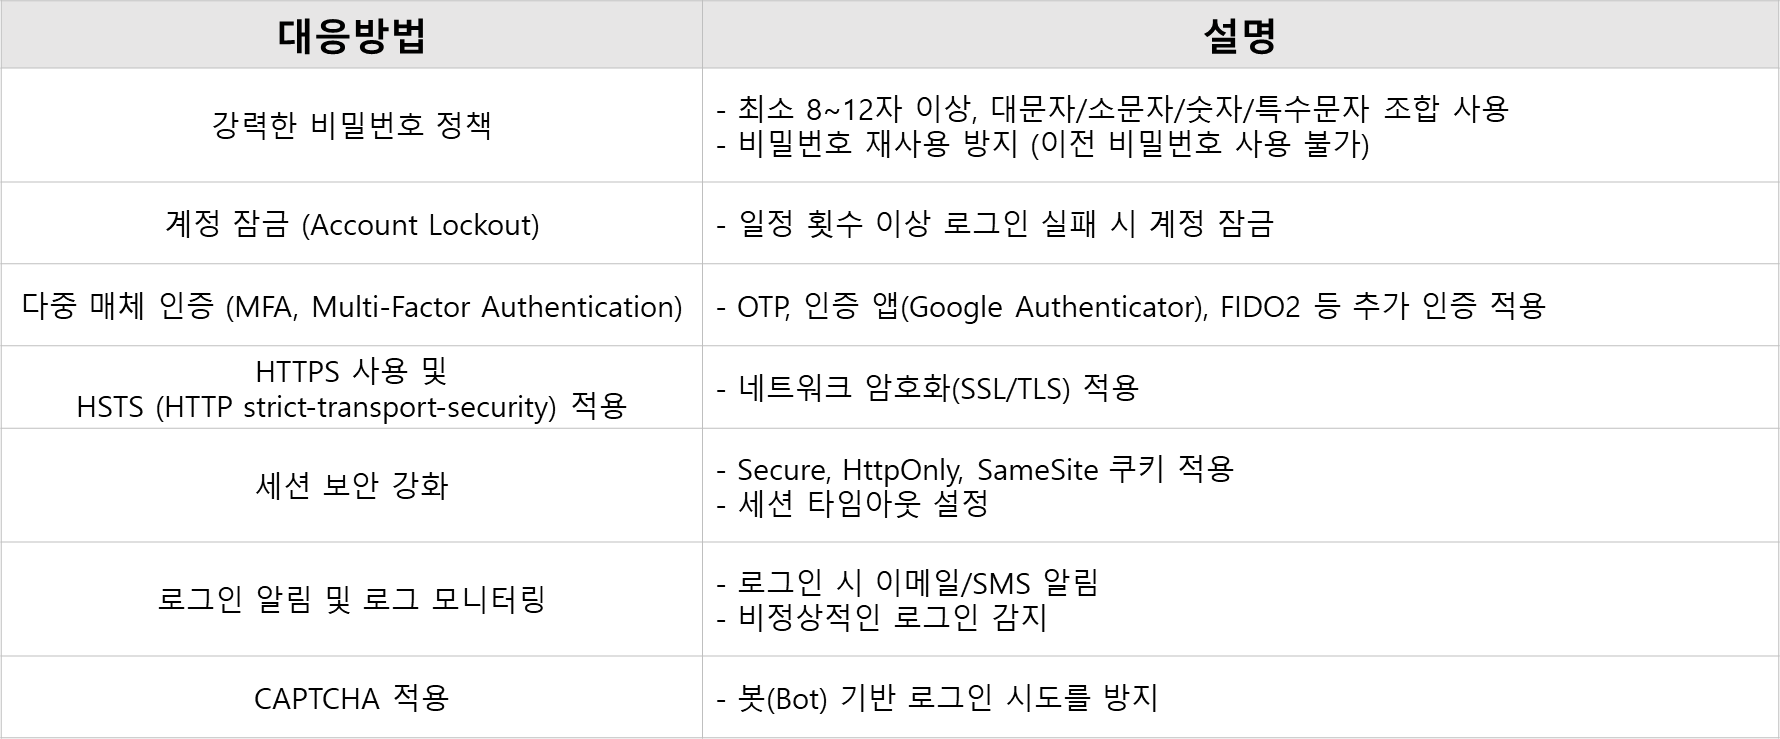 대응방법
설명
강력한 비밀번호 정책
- 최소 8~12자 이상, 대문자/소문자/숫자/특수문자 조합 사용
- 비밀번호 재사용 방지 (이전 비밀번호 사용 불가)
계정 잠금 (Account Lockout)
- 일정 횟수 이상 로그인 실패 시 계정 잠금
다중 매체 인증 (MFA, Multi-Factor Authentication)
- OTP, 인증 앱(Google Authenticator), FIDO2 등 추가 인증 적용
HTTPS 사용 및
HSTS (HTTP strict-transport-security) 적용
- 네트워크 암호화(SSL/TLS) 적용
세션 보안 강화
- Secure, HttpOnly, SameSite 쿠키 적용
- 세션 타임아웃 설정
로그인 알림 및 로그 모니터링
- 로그인 시 이메일/SMS 알림
- 비정상적인 로그인 감지
CAPTCHA 적용
- 봇(Bot) 기반 로그인 시도를 방지